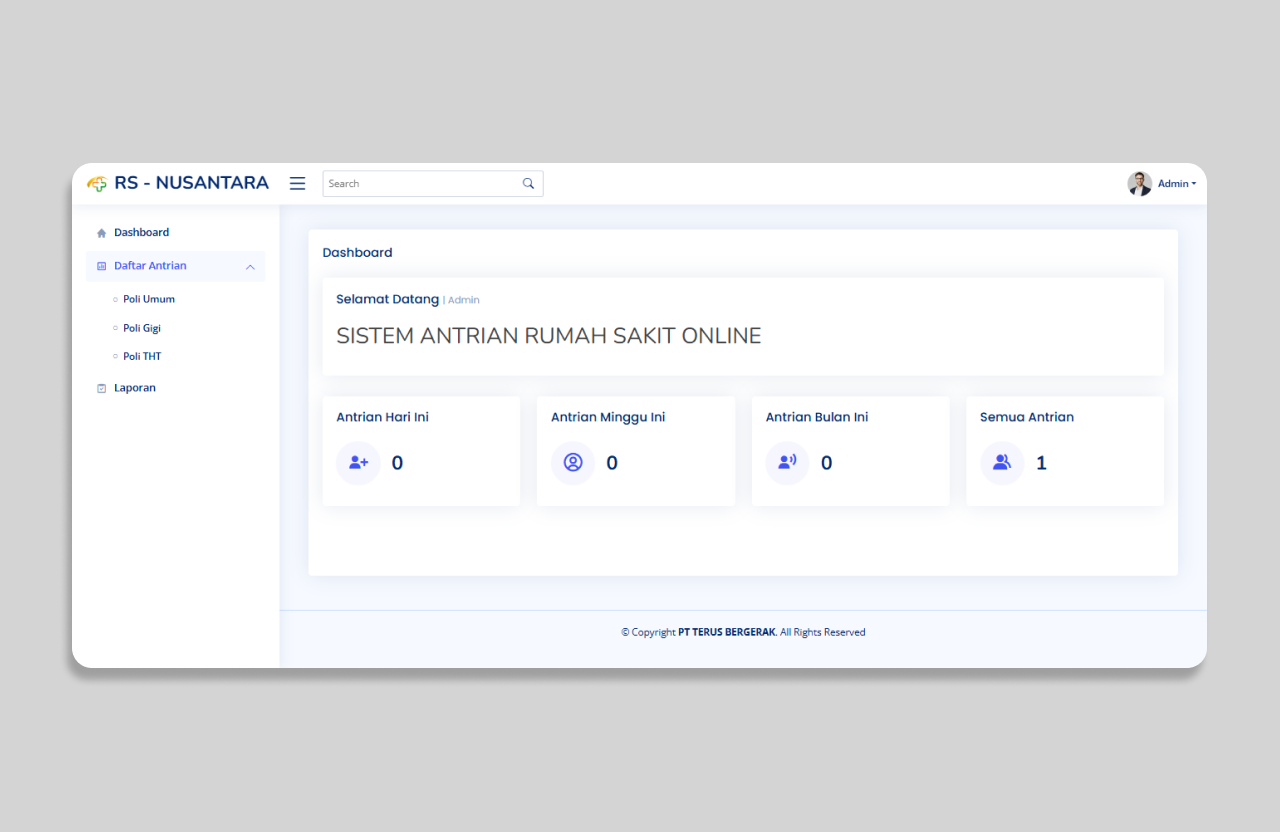 RS - NUSANTARA
Search
Admin
Dashboard
Daftar Antrian
Poli Umum
Poli Gigi
Poli THT
Laporan
Dashboard
Selamat Datang | Admin
SISTEM ANTRIAN RUMAH SAKIT ONLINE
Antrian Hari Ini
0
Antrian Minggu Ini
0
Antrian Bulan Ini
0
Semua Antrian
1
© Copyright PT TERUS BERGERAK. All Rights Reserved